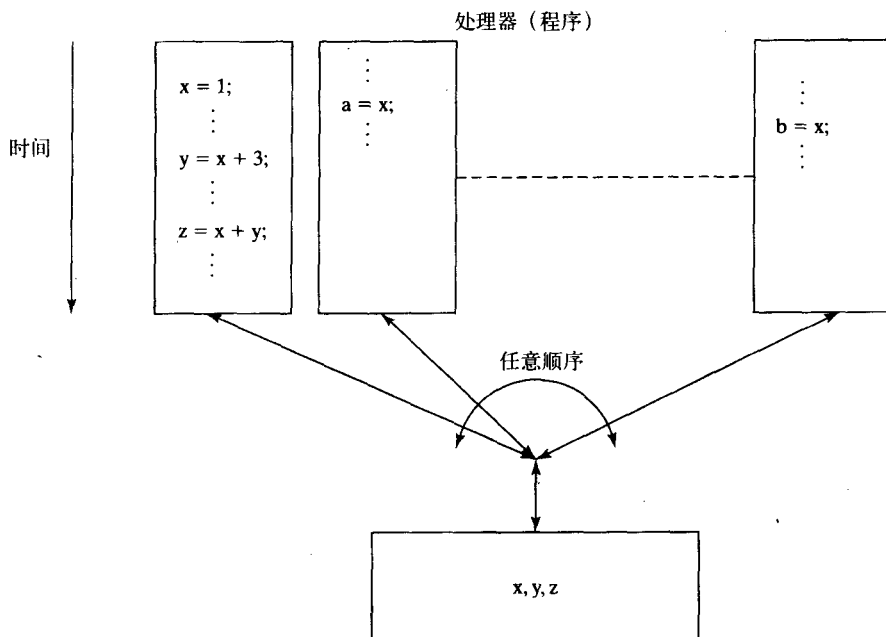 处理器（程序）
时间
x = 1;
⋮
y = x + 3;
⋮
z = x + y;
⋮
⋮
a = x;
⋮
⋮
b = x;
⋮
任意顺序
x, y, z